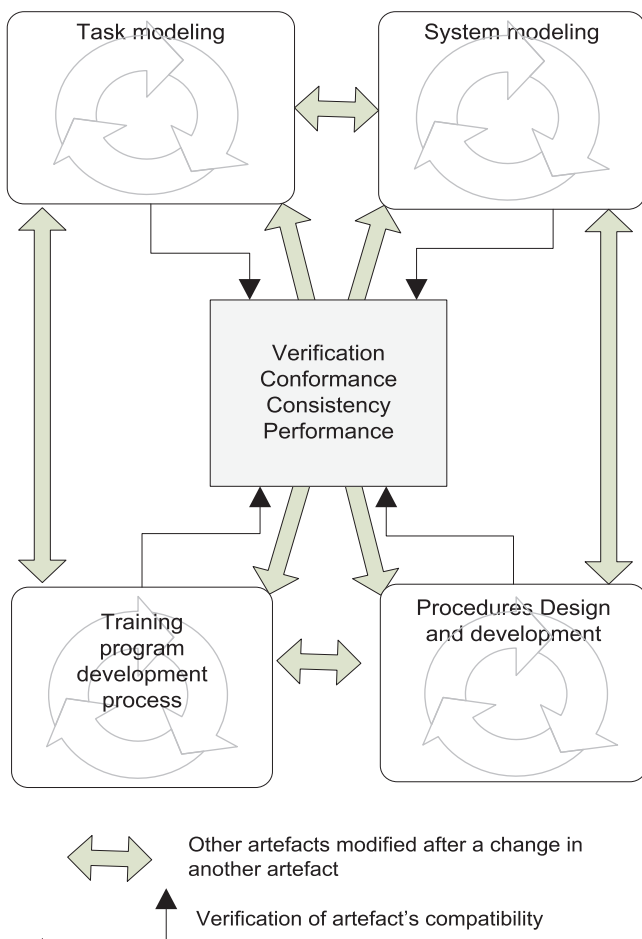 Task modeling
System modeling
Verification
Conformance
Consistency
Performance
Training
program
development
process
Procedures Design
and development
Other artefacts modified after a change in
another artefact
Verification of artefact's compatibility